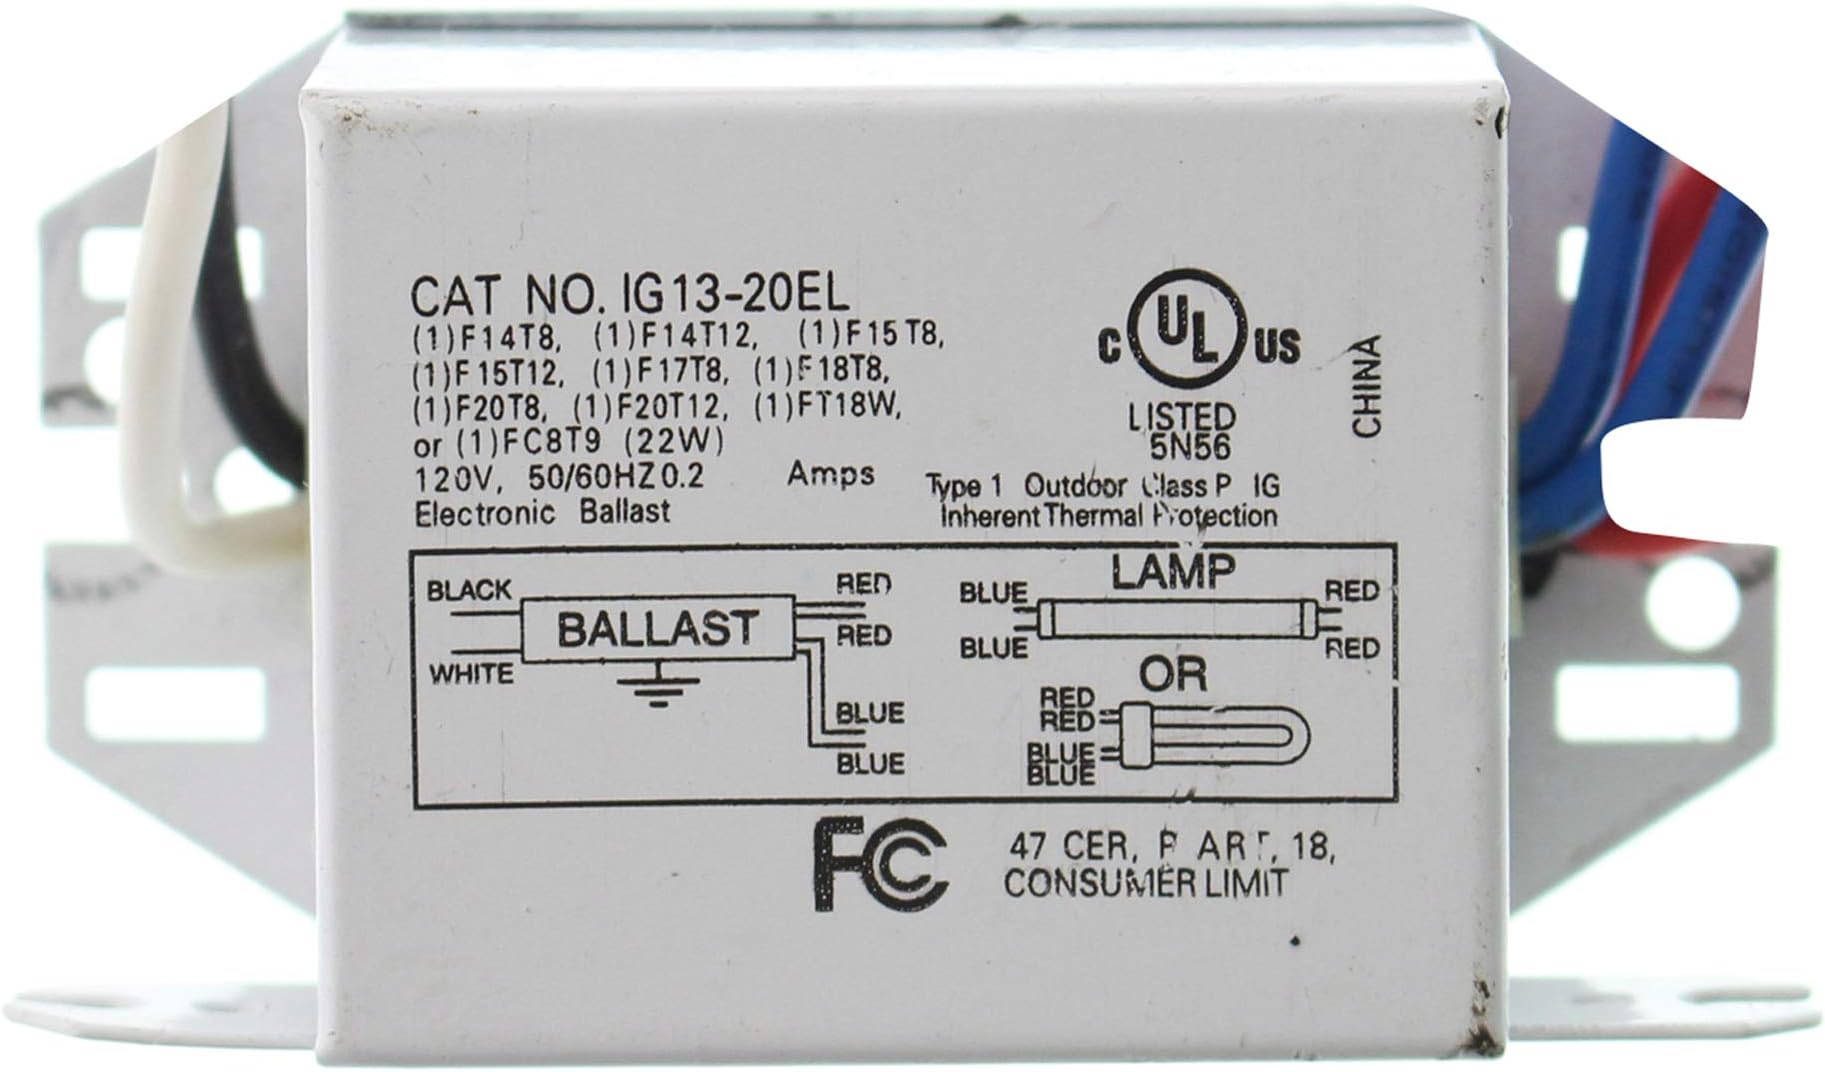 CAT NO. IG13-20EL
(1)F14T8, (1)F14T12, (1)F15T8,
(1)F15T12, (1)F17T8, (1)F18T8,
(1)F20T8, (1)F20T12, (1)FT18W,
or (1)FC8T9 (22W)
120V, 50/60HZ0.2 Amps
Electronic Ballast
C UL US
LISTED
5N56
CHINA
Type 1 Outdoor Class P IG
Inherent Thermal Protection
BLACK
WHITE
BALLAST
RED
RED
BLUE
BLUE
LAMP
BLUE
BLUE
RED
RED
OR
RED
RED
BLUE
BLUE
FC
47 CER, PART, 18,
CONSUMER LIMIT